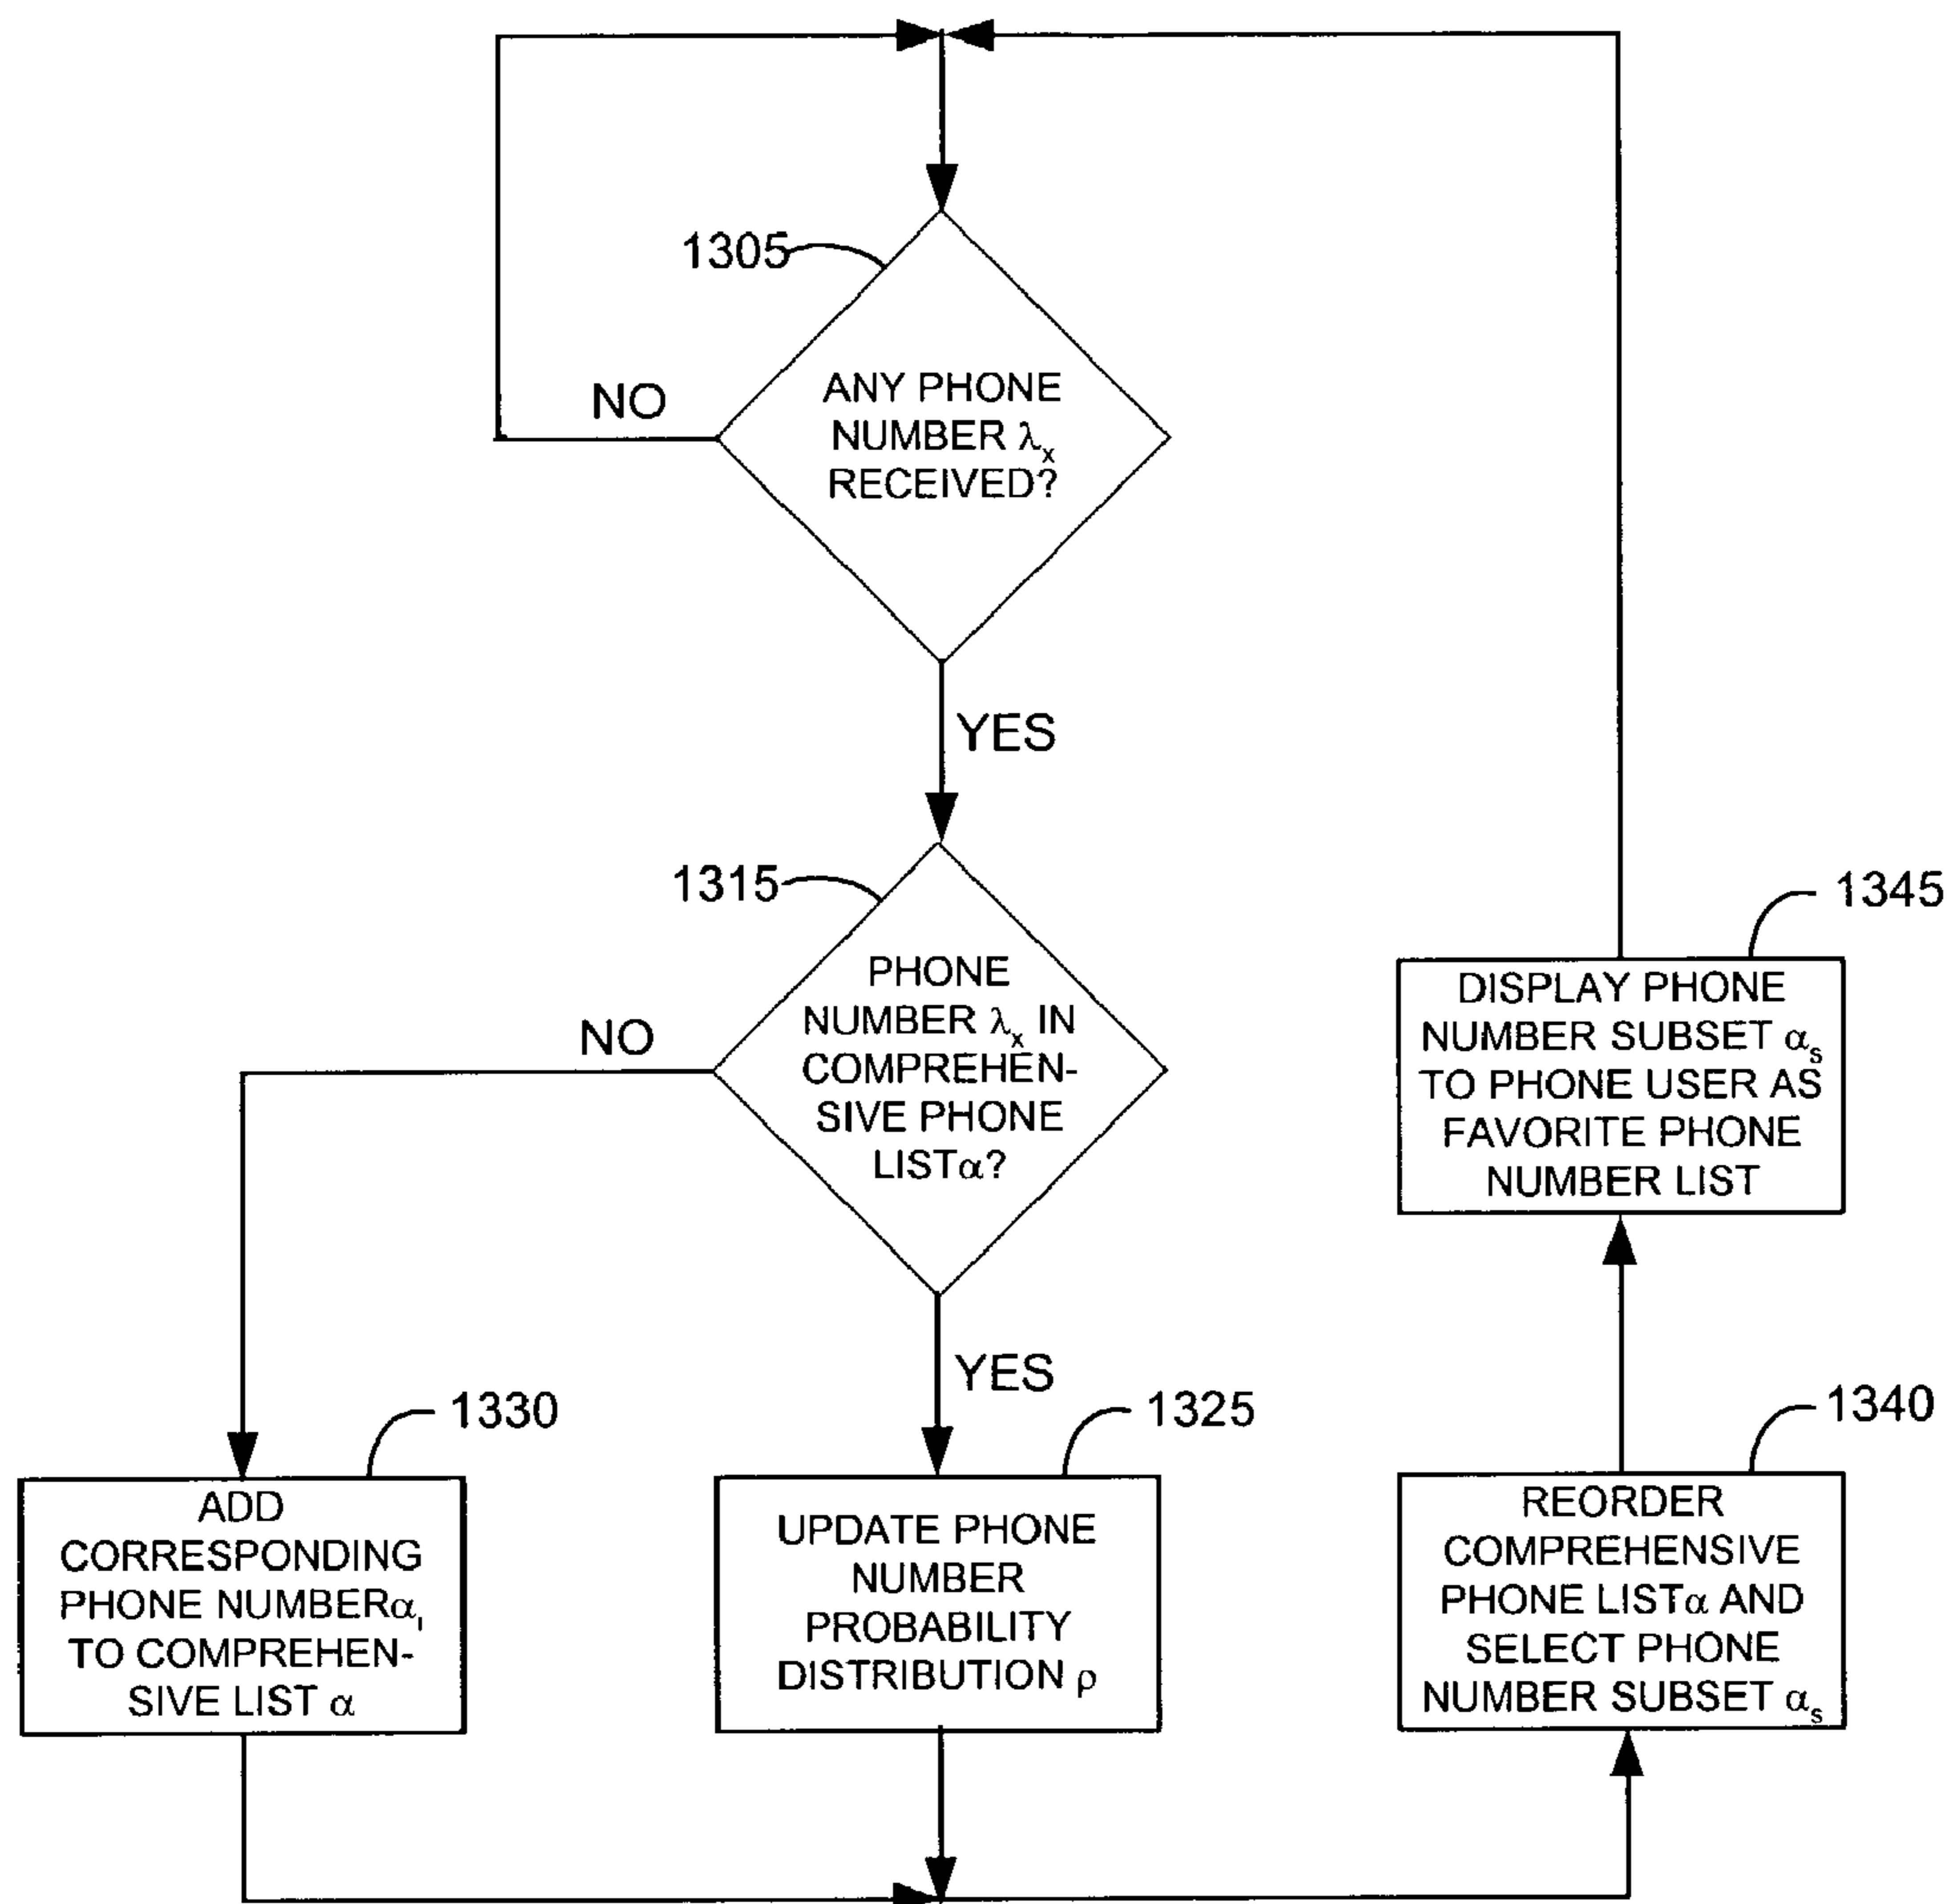 1305
ANY PHONE
NUMBER λx
RECEIVED?
NO
YES
1315
PHONE
NUMBER λx IN
COMPREHEN-
SIVE PHONE
LISTα?
NO
YES
1345
DISPLAY PHONE
NUMBER SUBSET αs
TO PHONE USER AS
FAVORITE PHONE
NUMBER LIST
1330
ADD
CORRESPONDING
PHONE NUMBERαi
TO COMPREHEN-
SIVE LIST α
1325
UPDATE PHONE
NUMBER
PROBABILITY
DISTRIBUTION ρ
1340
REORDER
COMPREHENSIVE
PHONE LISTα AND
SELECT PHONE
NUMBER SUBSET αs